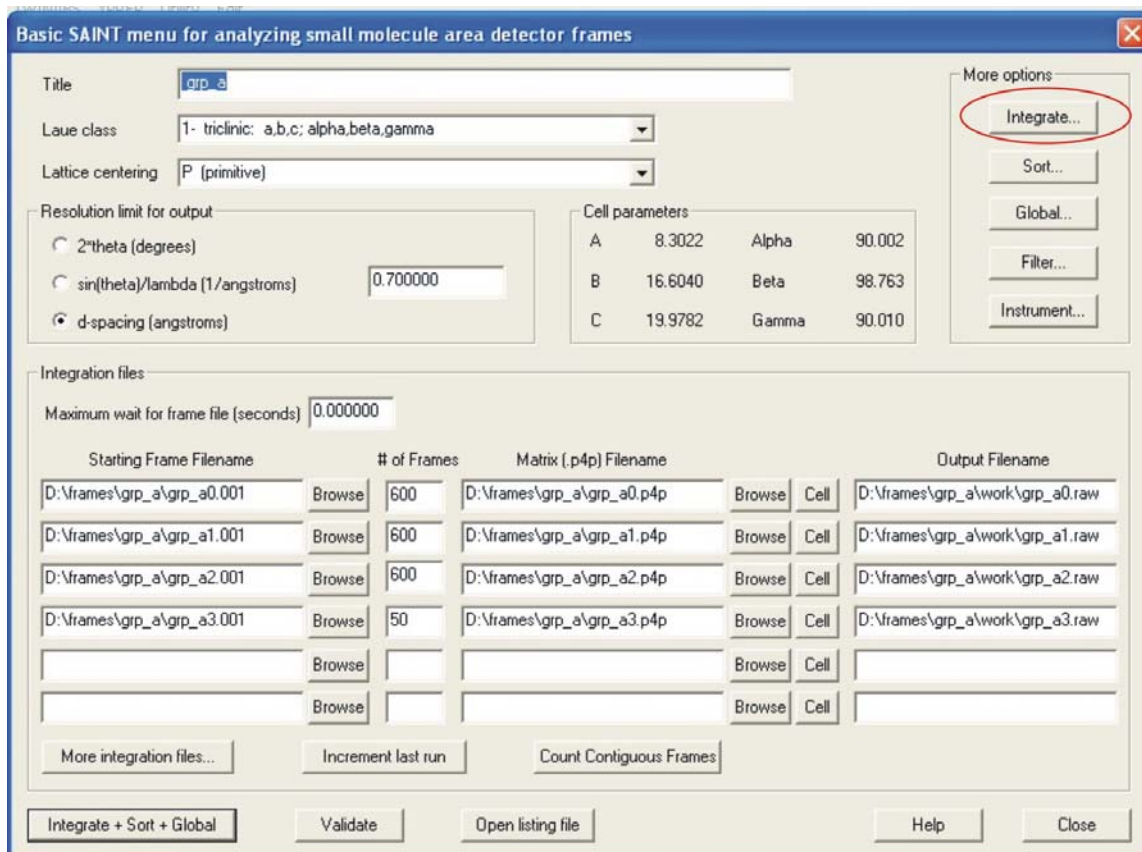 Basic SAINT menu for analyzing small molecule area detector frames
Title grp_a
Laue class 1- triclinic: a,b,c; alpha,beta,gamma
Lattice centering P (primitive)
More options
Integrate...
Sort...
Global...
Filter...
Instrument...
Resolution limit for output
2*theta (degrees)
sin(theta)/lambda (1/angstroms) 0.700000
d-spacing (angstroms)
Cell parameters
A 8.3022 Alpha 90.002
B 16.6040 Beta 98.763
C 19.9782 Gamma 90.010
Integration files
Maximum wait for frame file (seconds) 0.000000
Starting Frame Filename # of Frames Matrix (.p4p) Filename Output Filename
D:\frames\grp_a\grp_a0.001 Browse 600 D:\frames\grp_a\grp_a0.p4p Browse Cell D:\frames\grp_a\work\grp_a0.raw
D:\frames\grp_a\grp_a1.001 Browse 600 D:\frames\grp_a\grp_a1.p4p Browse Cell D:\frames\grp_a\work\grp_a1.raw
D:\frames\grp_a\grp_a2.001 Browse 600 D:\frames\grp_a\grp_a2.p4p Browse Cell D:\frames\grp_a\work\grp_a2.raw
D:\frames\grp_a\grp_a3.001 Browse 50 D:\frames\grp_a\grp_a3.p4p Browse Cell D:\frames\grp_a\work\grp_a3.raw
Browse Browse Cell
Browse Browse Cell
More integration files... Increment last run Count Contiguous Frames
Integrate + Sort + Global Validate Open listing file Help Close